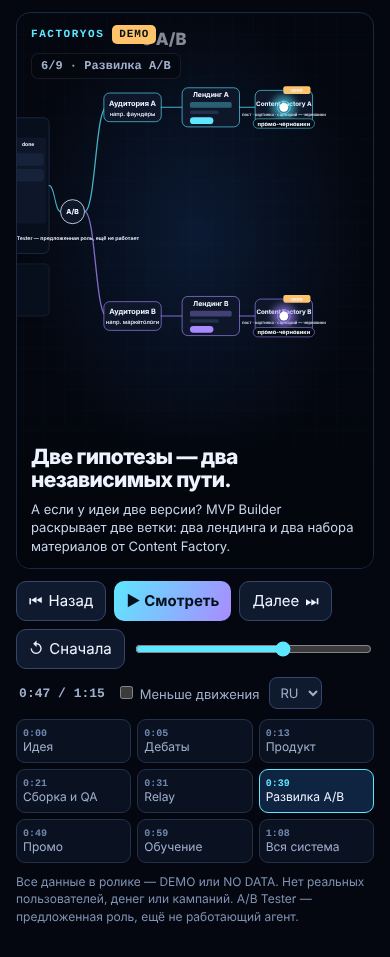 FACTORYOS DEMO A/B
6/9 · Развилка A/B
Аудитория A
напр. фаундеры
Лендинг A
Content Factory A
промо-черновики
done
A/B
Tester — предложенная роль, ещё не работает
Аудитория B
напр. маркетологи
Лендинг B
Content Factory B
промо-черновики
Две гипотезы — два
независимых пути.
А если у идеи две версии? MVP Builder
раскрывает две ветки: два лендинга и два набора
материалов от Content Factory.
⏮ Назад
▶ Смотреть
Далее ⏭
↺ Сначала
0:47 / 1:15
Меньше движения
RU
0:00
Идея
0:05
Дебаты
0:13
Продукт
0:21
Сборка и QA
0:31
Relay
0:39
Развилка A/B
0:49
Промо
0:59
Обучение
1:08
Вся система
Все данные в ролике — DEMO или NO DATA. Нет реальных
пользователей, денег или кампаний. A/B Tester —
предложенная роль, ещё не работающий агент.